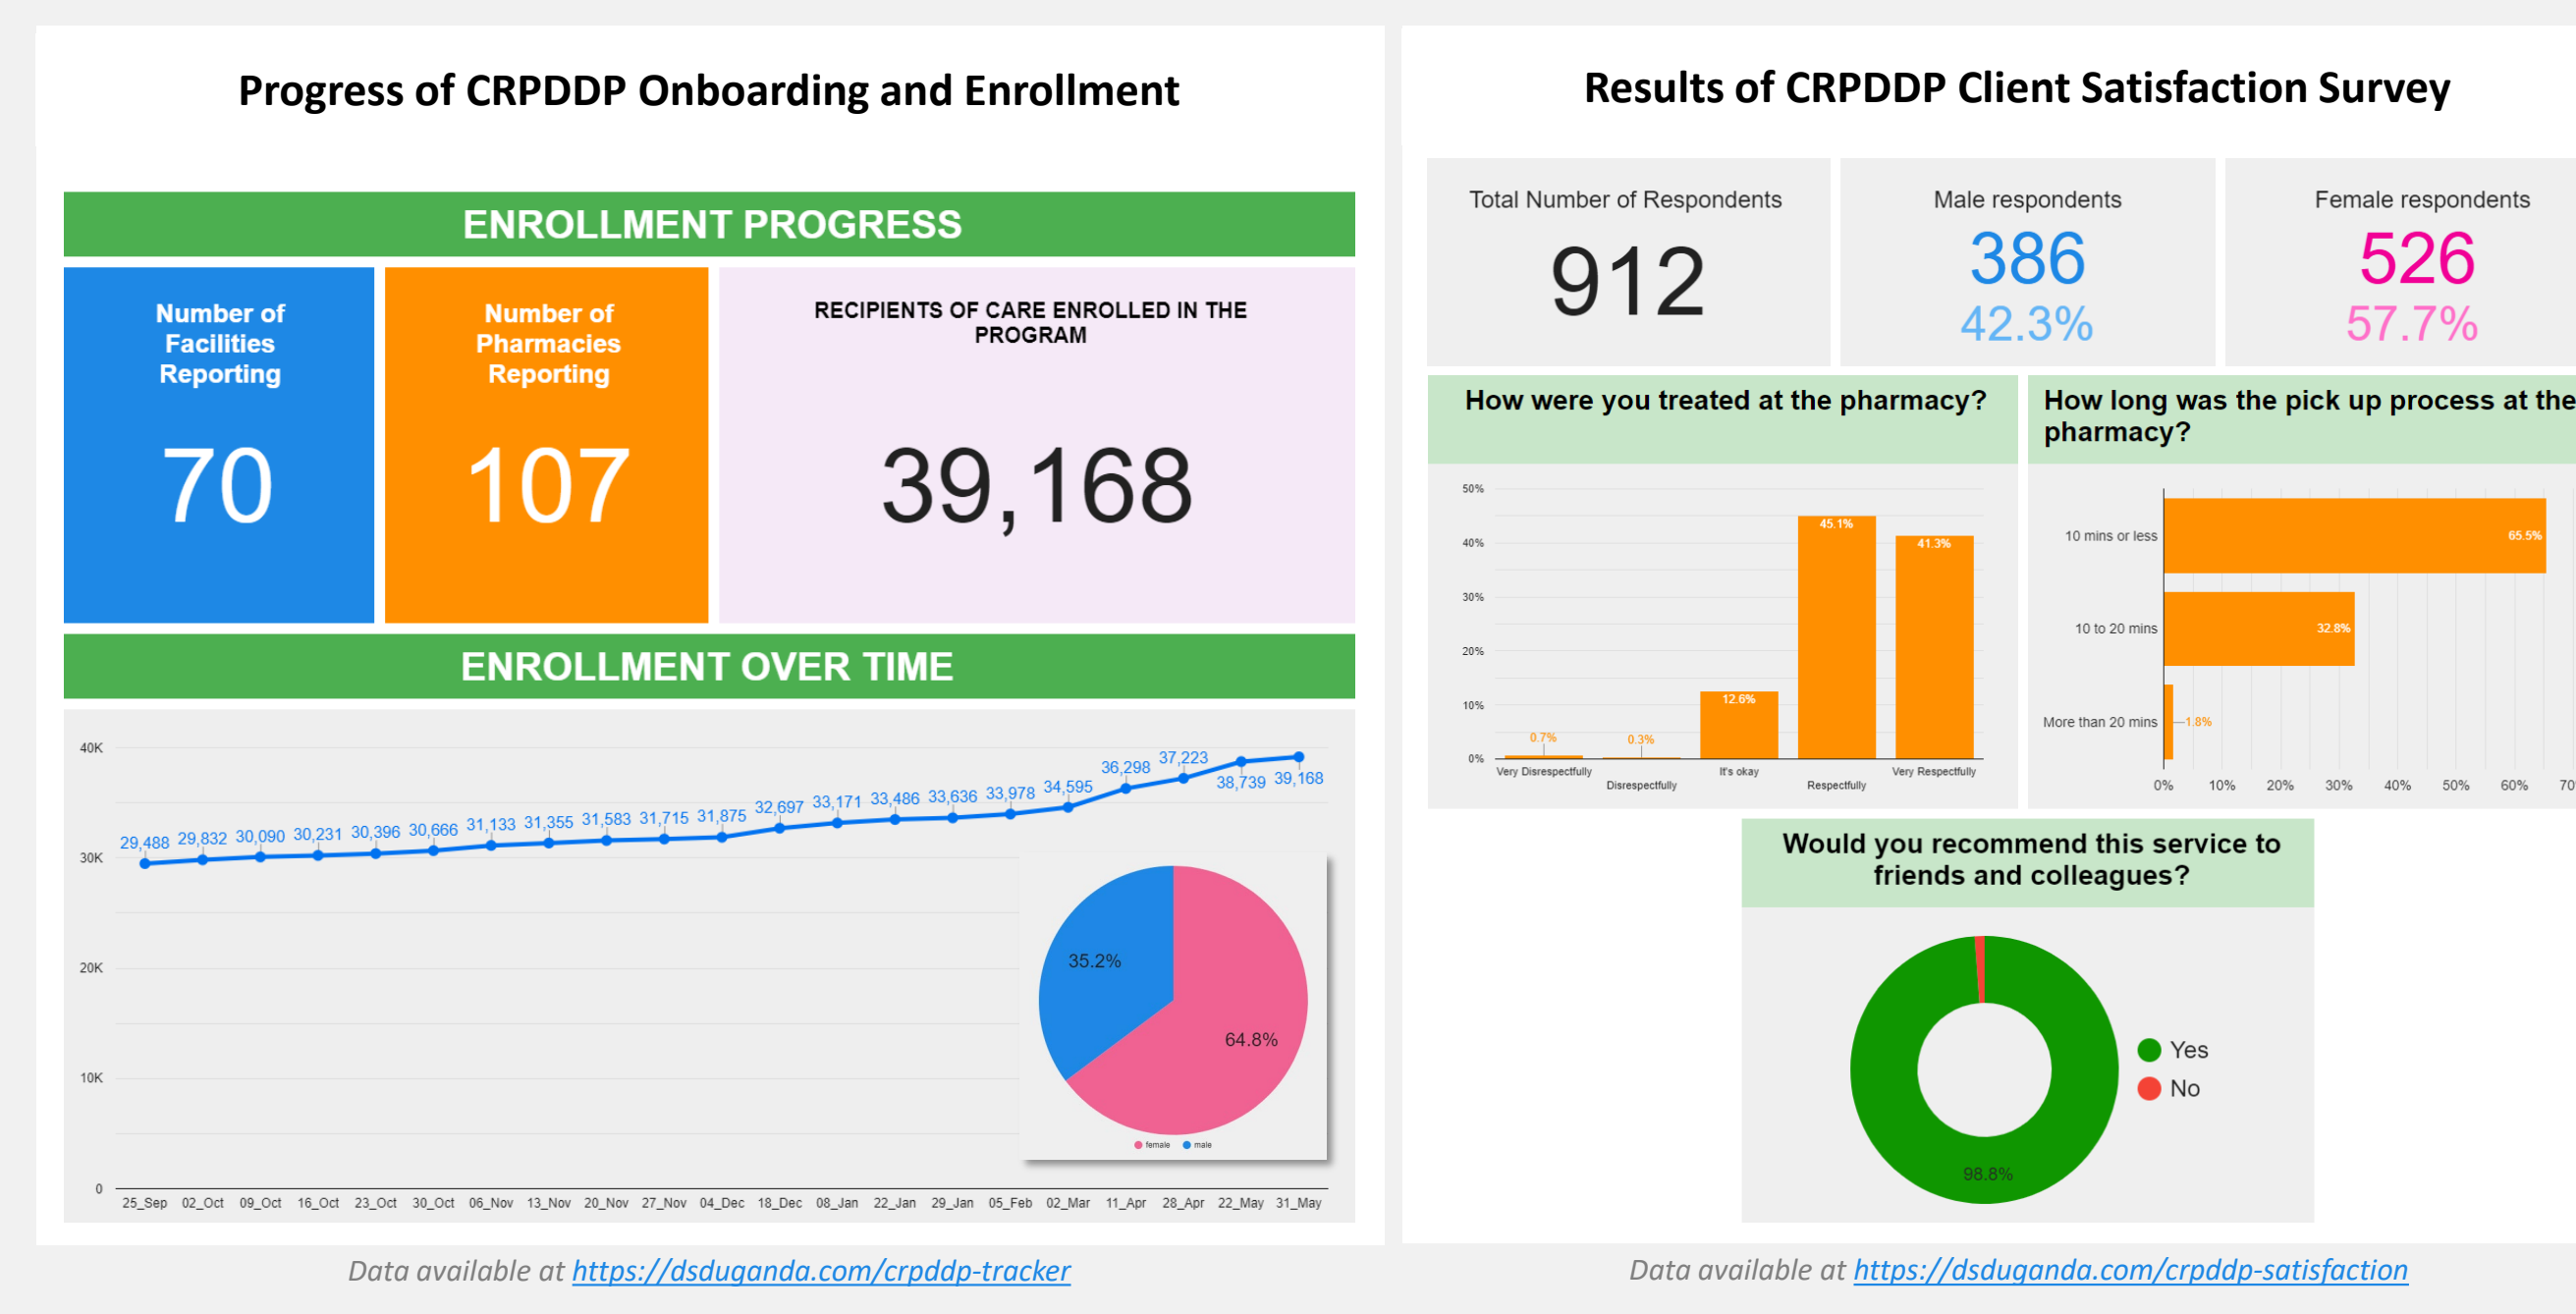 Progress of CRPDDP Onboarding and Enrollment
ENROLLMENT PROGRESS
Number of
Facilities
Reporting
70
Number of
Pharmacies
Reporting
107
RECIPIENTS OF CARE ENROLLED IN THE
PROGRAM
39,168
ENROLLMENT OVER TIME
40K
30K
20K
10K
0
29,488 29,832 30,090 30,231 30,396 30,666 31,133 31,355 31,583 31,715 31,875 32,697 33,171 33,486 33,636 33,978 34,595 36,298 37,223 38,739 39,168
35.2%
64.8%
female male
25_Sep 02_Oct 09_Oct 16_Oct 23_Oct 30_Oct 06_Nov 13_Nov 20_Nov 27_Nov 04_Dec 18_Dec 08_Jan 22_Jan 29_Jan 05_Feb 02_Mar 11_Apr 28_Apr 22_May 31_May
Data available at https://dsduganda.com/crpddp-tracker
Results of CRPDDP Client Satisfaction Survey
Total Number of Respondents
912
Male respondents
386
42.3%
Female respondents
526
57.7%
How were you treated at the pharmacy?
50%
40%
30%
20%
10%
0%
0.7%
0.3%
12.6%
45.1%
41.3%
Very Disrespectfully
Disrespectfully
It's okay
Respectfully
Very Respectfully
How long was the pick up process at the
pharmacy?
10 mins or less
65.5%
10 to 20 mins
32.8%
More than 20 mins
1.8%
0% 10% 20% 30% 40% 50% 60% 70
Would you recommend this service to
friends and colleagues?
Yes
No
98.8%
Data available at https://dsduganda.com/crpddp-satisfaction